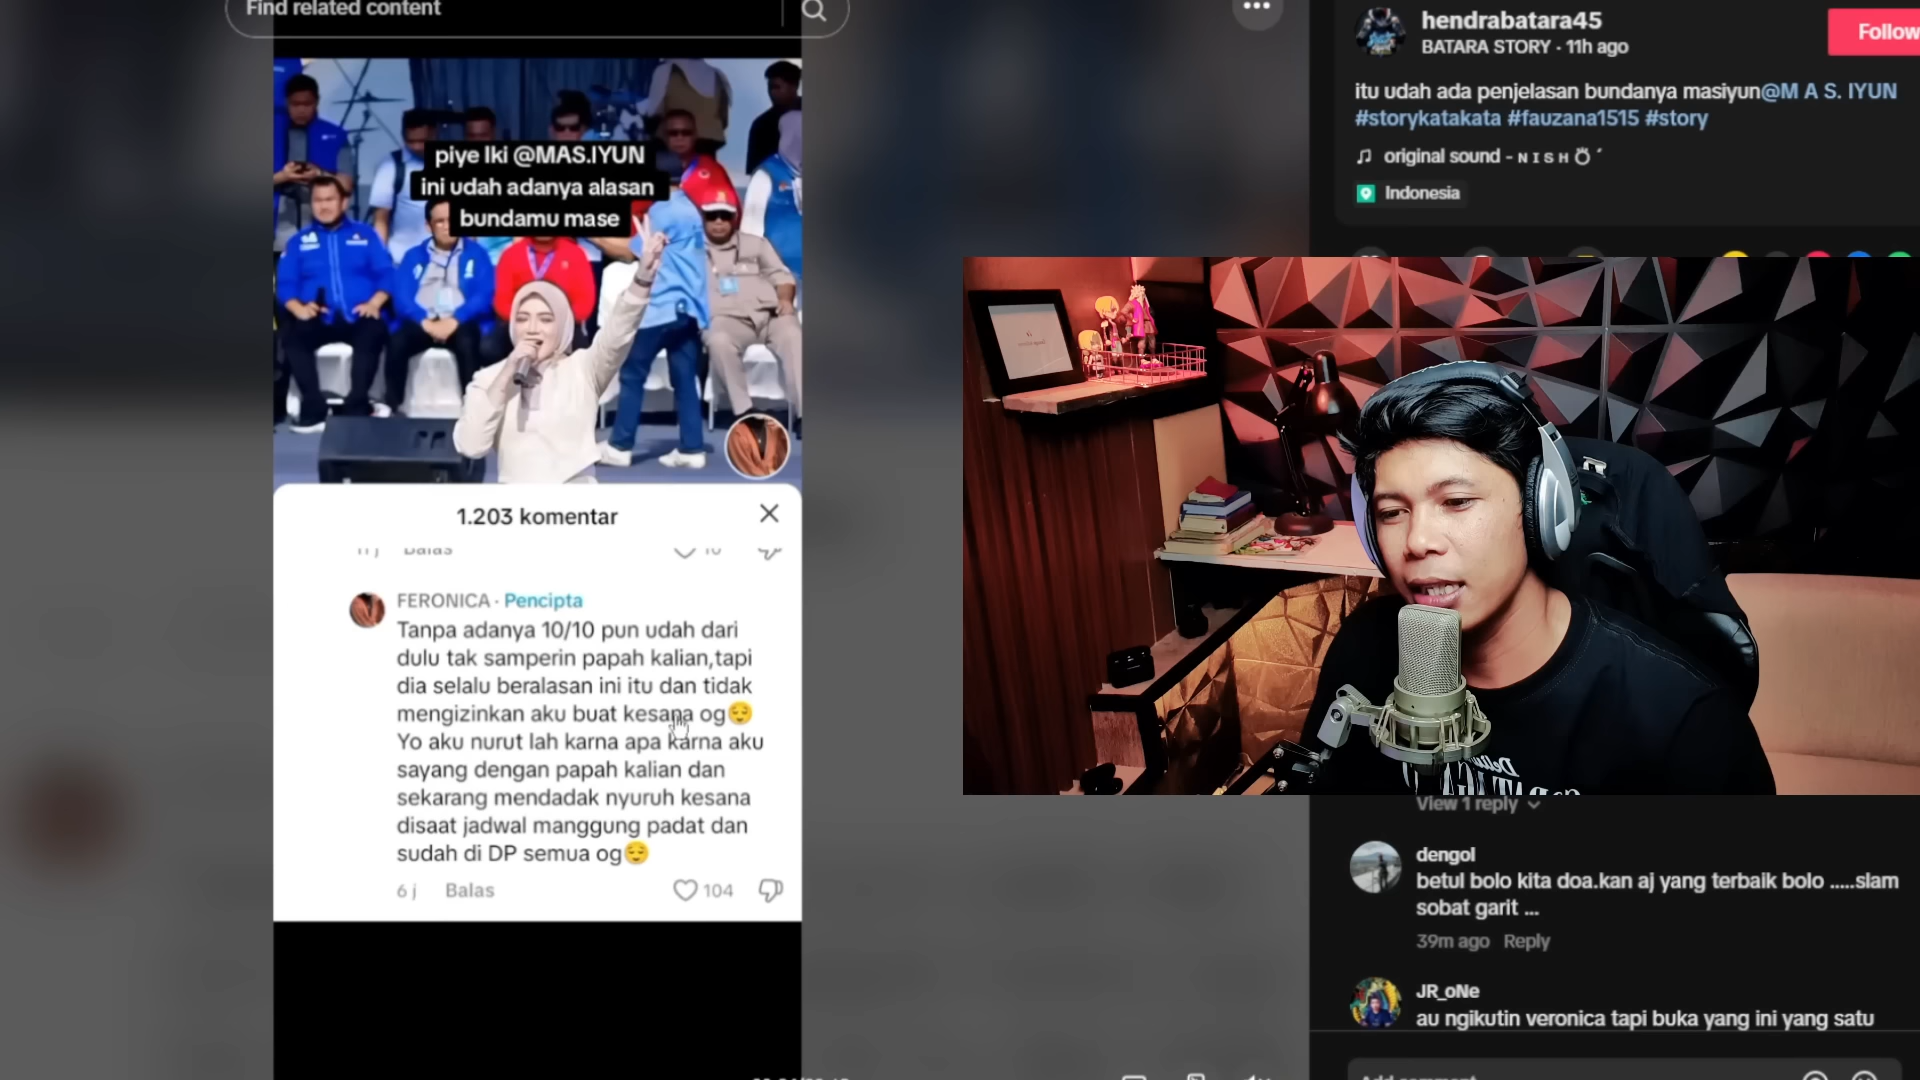 Find related content
piye Iki @MAS.IYUN
ini udah adanya alasan
bundamu mase
1.203 komentar
11 j Balas 10
FERONICA · Pencipta
Tanpa adanya 10/10 pun udah dari
dulu tak samperin papah kalian,tapi
dia selalu beralasan ini itu dan tidak
mengizinkan aku buat kesana og😌
Yo aku nurut lah karna apa karna aku
sayang dengan papah kalian dan
sekarang mendadak nyuruh kesana
disaat jadwal manggung padat dan
sudah di DP semua og😌
6 j Balas 104
hendrabatara45
BATARA STORY · 11h ago
Follow
itu udah ada penjelasan bundanya masiyun@M A S. IYUN
#storykatakata #fauzana1515 #story
original sound - ɴ ɪ ꜱ ʜ
Indonesia
View 1 reply
dengol
betul bolo kita doa.kan aj yang terbaik bolo .....slam
sobat garit ...
39m ago Reply
JR_oNe
au ngikutin veronica tapi buka yang ini yang satu